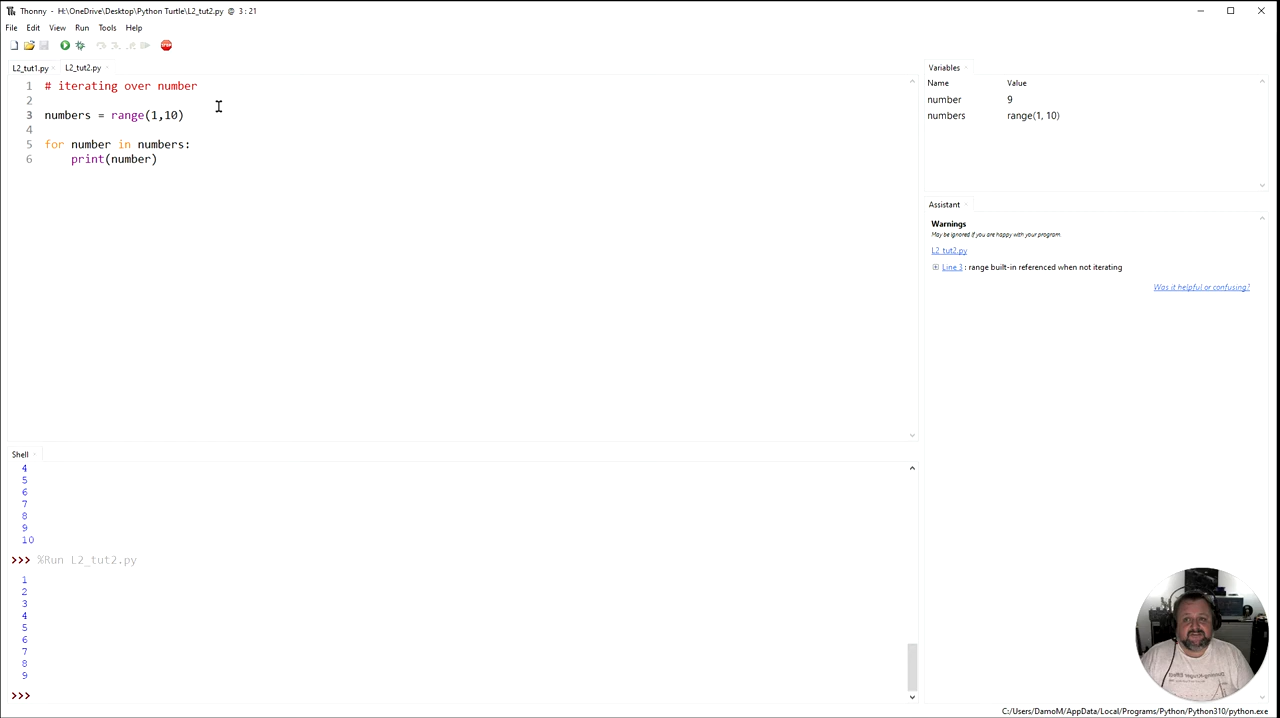 Thonny - H:\OneDrive\Desktop\Python Turtle\L2_tut2.py @ 3 : 21
File Edit View Run Tools Help
L2_tut1.py × L2_tut2.py ×
1 # iterating over number
2
3 numbers = range(1,10)
4
5 for number in numbers:
6     print(number)
Variables ×
Name Value
number 9
numbers range(1, 10)
Assistant ×
Warnings
May be ignored if you are happy with your program.
L2_tut2.py
Line 3 : range built-in referenced when not iterating
Was it helpful or confusing?
Shell ×
4
5
6
7
8
9
10
>>> %Run L2_tut2.py
1
2
3
4
5
6
7
8
9
>>>
C:/Users/DamoM/AppData/Local/Programs/Python/Python310/python.exe